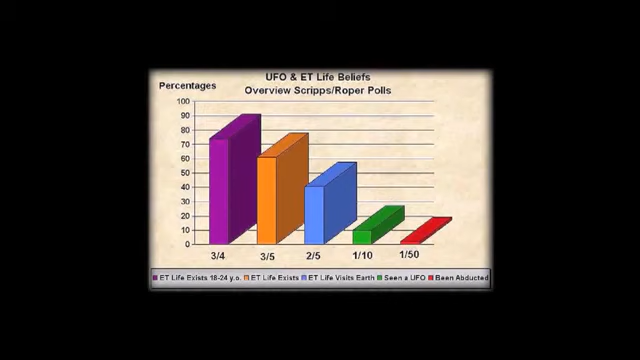 UFO & ET Life Beliefs
Overview Scripps/Roper Polls
Percentages
100
90
80
70
60
50
40
30
20
10
0
3/4 3/5 2/5 1/10 1/50
ET Life Exists 18-24 y.o. ET Life Exists ET Life Visits Earth Seen a UFO Been Abducted